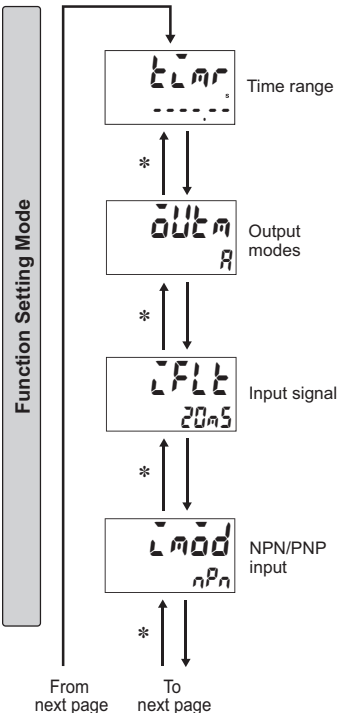 Function Setting Mode
timr
s
------.--
Time range
*
outm
A
Output
modes
*
iFLt
20mS
Input signal
*
imod
nPn
NPN/PNP
input
*
From
next page
To
next page